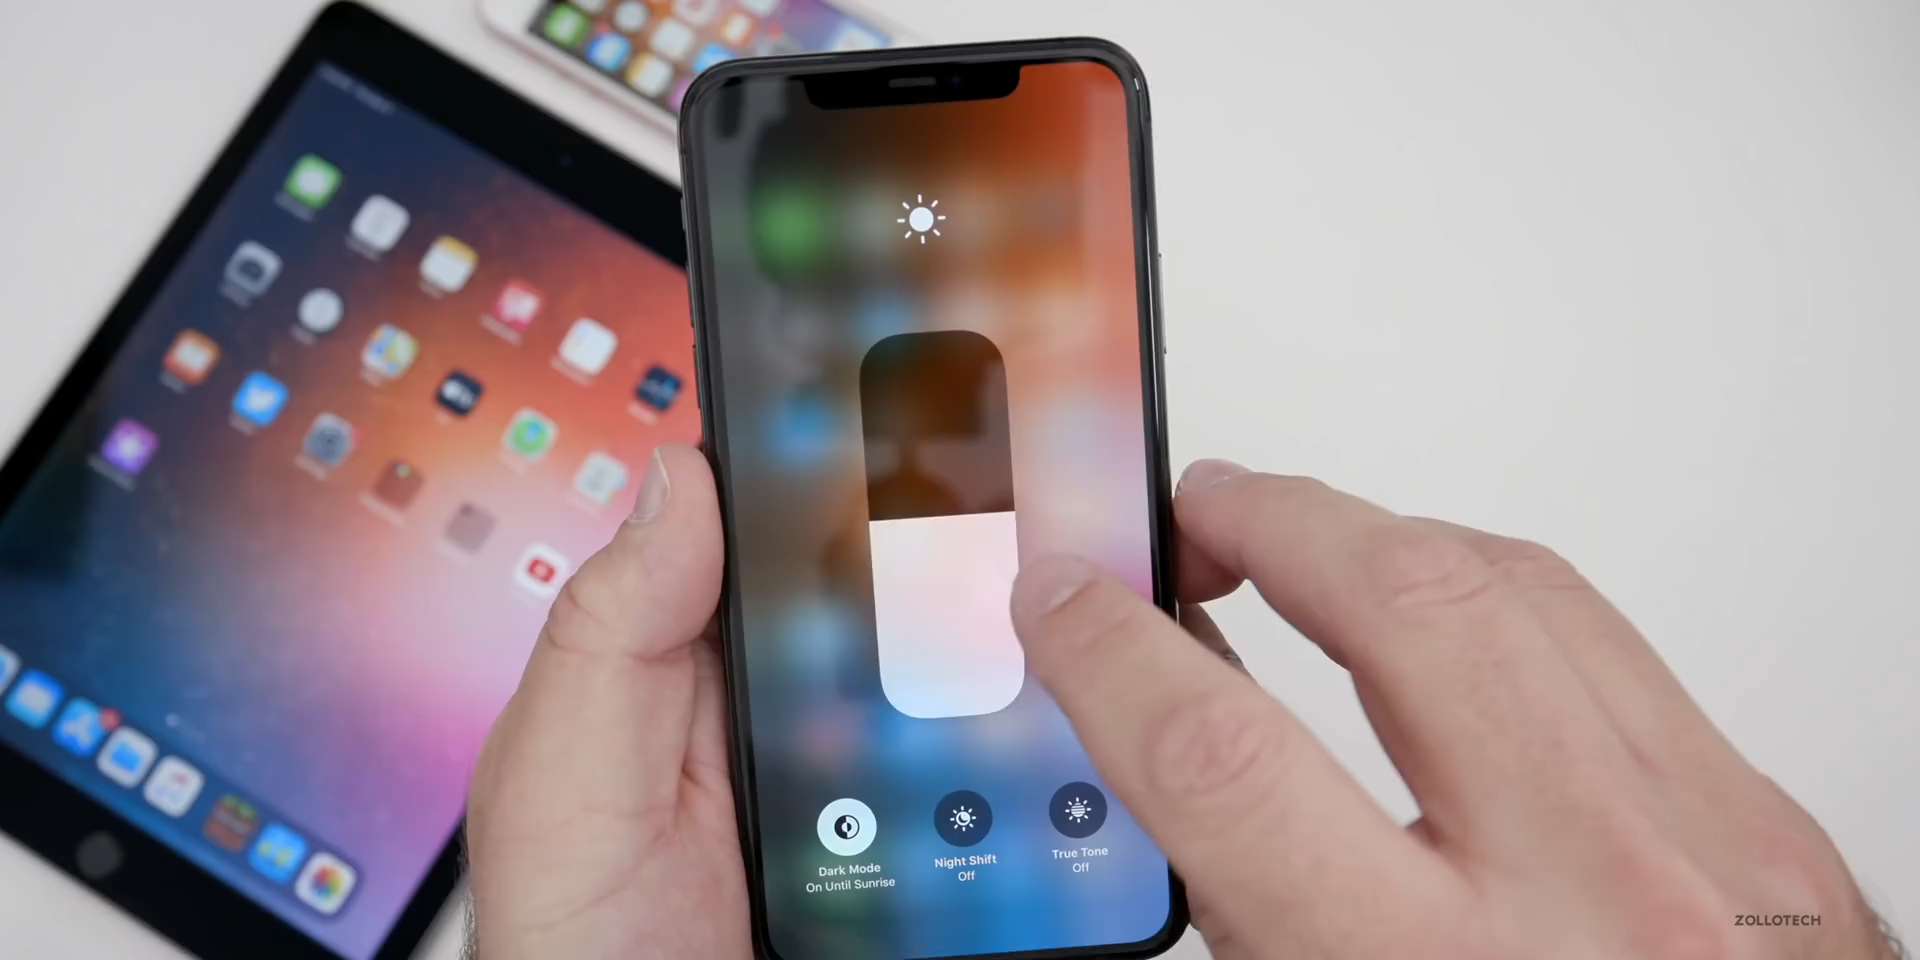 Dark Mode
On Until Sunrise
Night Shift
Off
True Tone
Off
ZOLLOTECH